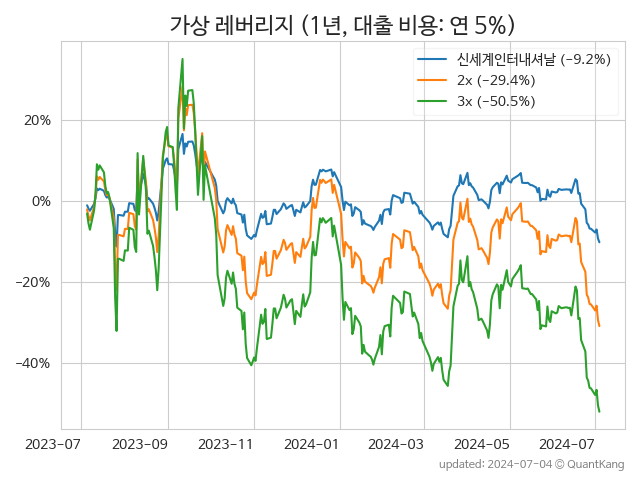 가상 레버리지 (1년, 대출 비용: 연 5%)
신세계인터내셔날 (−9.2%)
2x (−29.4%)
3x (−50.5%)
20%
0%
−20%
−40%
2023-07 2023-09 2023-11 2024-01 2024-03 2024-05 2024-07
updated: 2024-07-04 © QuantKang